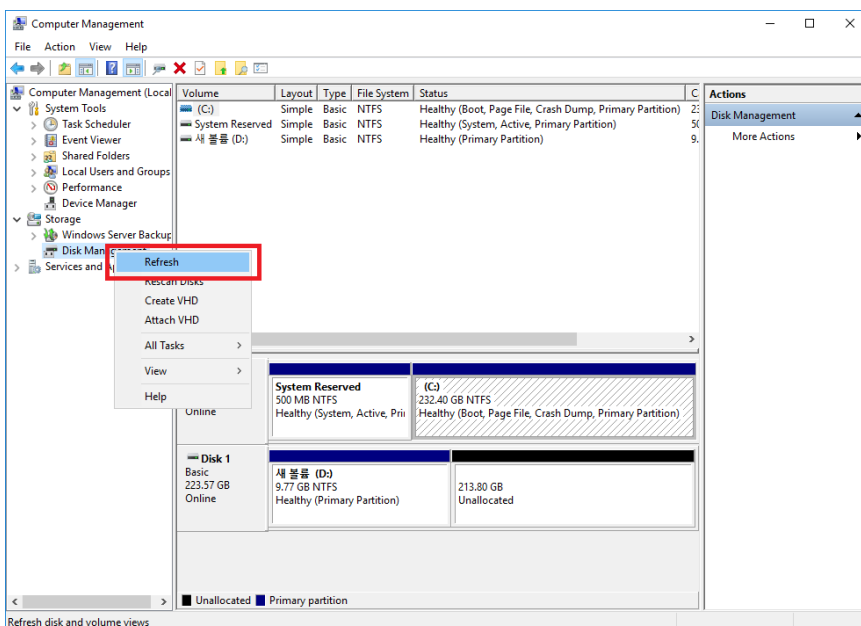 Computer Management
File Action View Help
Computer Management (Local
System Tools
Task Scheduler
Event Viewer
Shared Folders
Local Users and Groups
Performance
Device Manager
Storage
Windows Server Backup
Disk Management
Services and
Refresh
Rescan Disks
Create VHD
Attach VHD
All Tasks
View
Help
Volume Layout Type File System Status C
(C:) Simple Basic NTFS Healthy (Boot, Page File, Crash Dump, Primary Partition) 23
System Reserved Simple Basic NTFS Healthy (System, Active, Primary Partition) 50
새 볼륨 (D:) Simple Basic NTFS Healthy (Primary Partition) 9.
Online
System Reserved
500 MB NTFS
Healthy (System, Active, Pri
(C:)
232.40 GB NTFS
Healthy (Boot, Page File, Crash Dump, Primary Partition)
Disk 1
Basic
223.57 GB
Online
새 볼륨 (D:)
9.77 GB NTFS
Healthy (Primary Partition)
213.80 GB
Unallocated
Unallocated Primary partition
Actions
Disk Management
More Actions
Refresh disk and volume views